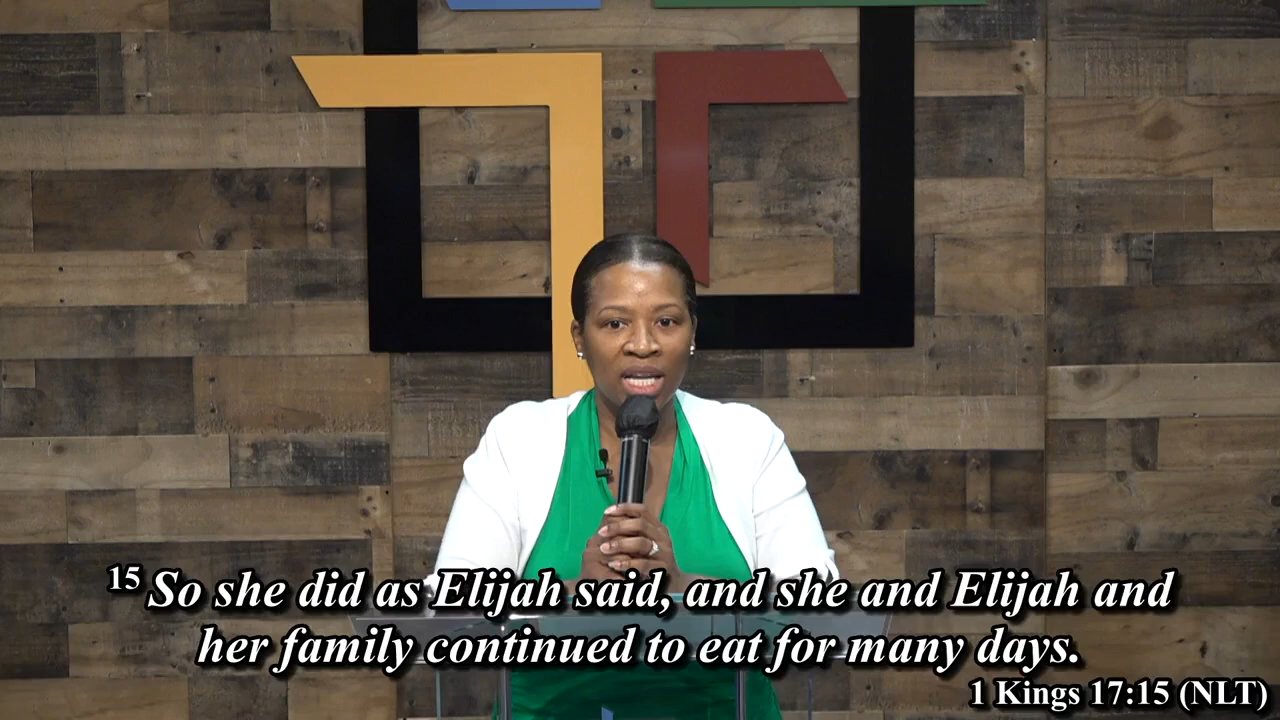 15 So she did as Elijah said, and she and Elijah and
her family continued to eat for many days.
1 Kings 17:15 (NLT)